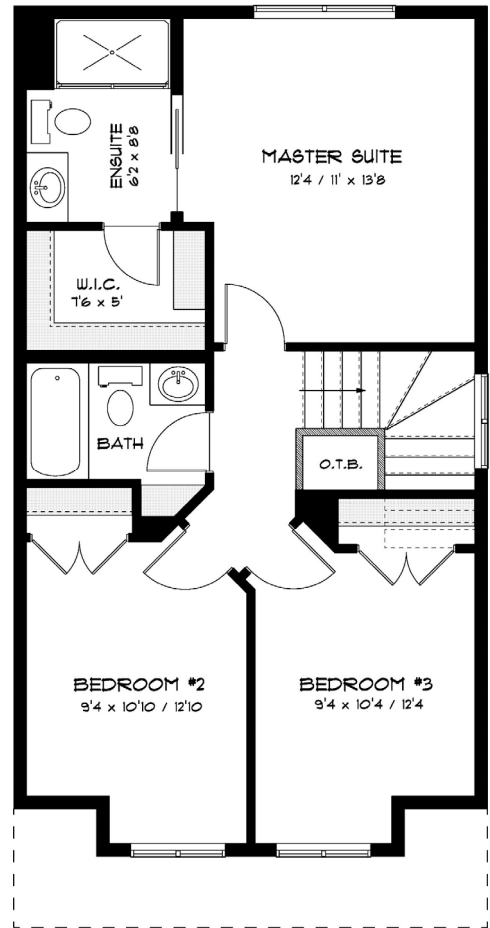 ENSUITE
6'2 x 8'8
MASTER SUITE
12'4 / 11' x 13'8
W.I.C.
7'6 x 5'
BATH
O.T.B.
BEDROOM #2
9'4 x 10'10 / 12'10
BEDROOM #3
9'4 x 10'4 / 12'4